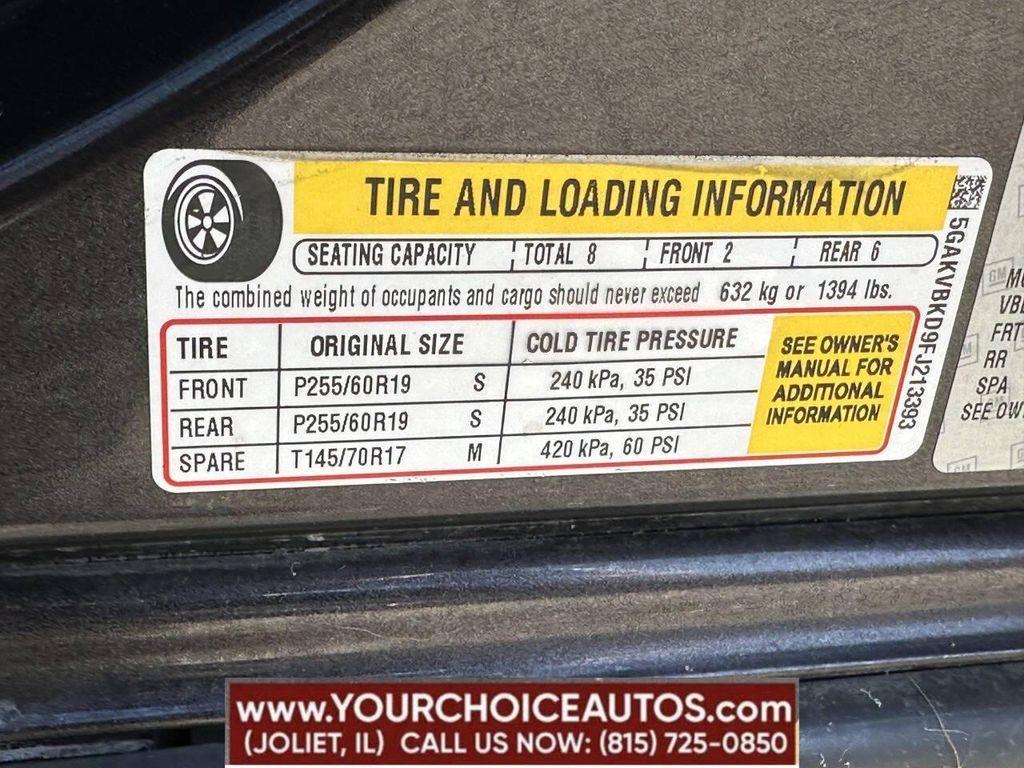 TIRE AND LOADING INFORMATION
SEATING CAPACITY TOTAL 8 FRONT 2 REAR 6
The combined weight of occupants and cargo should never exceed 632 kg or 1394 lbs.
TIRE ORIGINAL SIZE COLD TIRE PRESSURE
FRONT P255/60R19 S 240 kPa, 35 PSI
REAR P255/60R19 S 240 kPa, 35 PSI
SPARE T145/70R17 M 420 kPa, 60 PSI
SEE OWNER'S
MANUAL FOR
ADDITIONAL
INFORMATION
5GAKVBKD9FJ213393
GM
FRT
RR
SPA
SEE OW
GM
www.YOURCHOICEAUTOS.com
(JOLIET, IL) CALL US NOW: (815) 725-0850